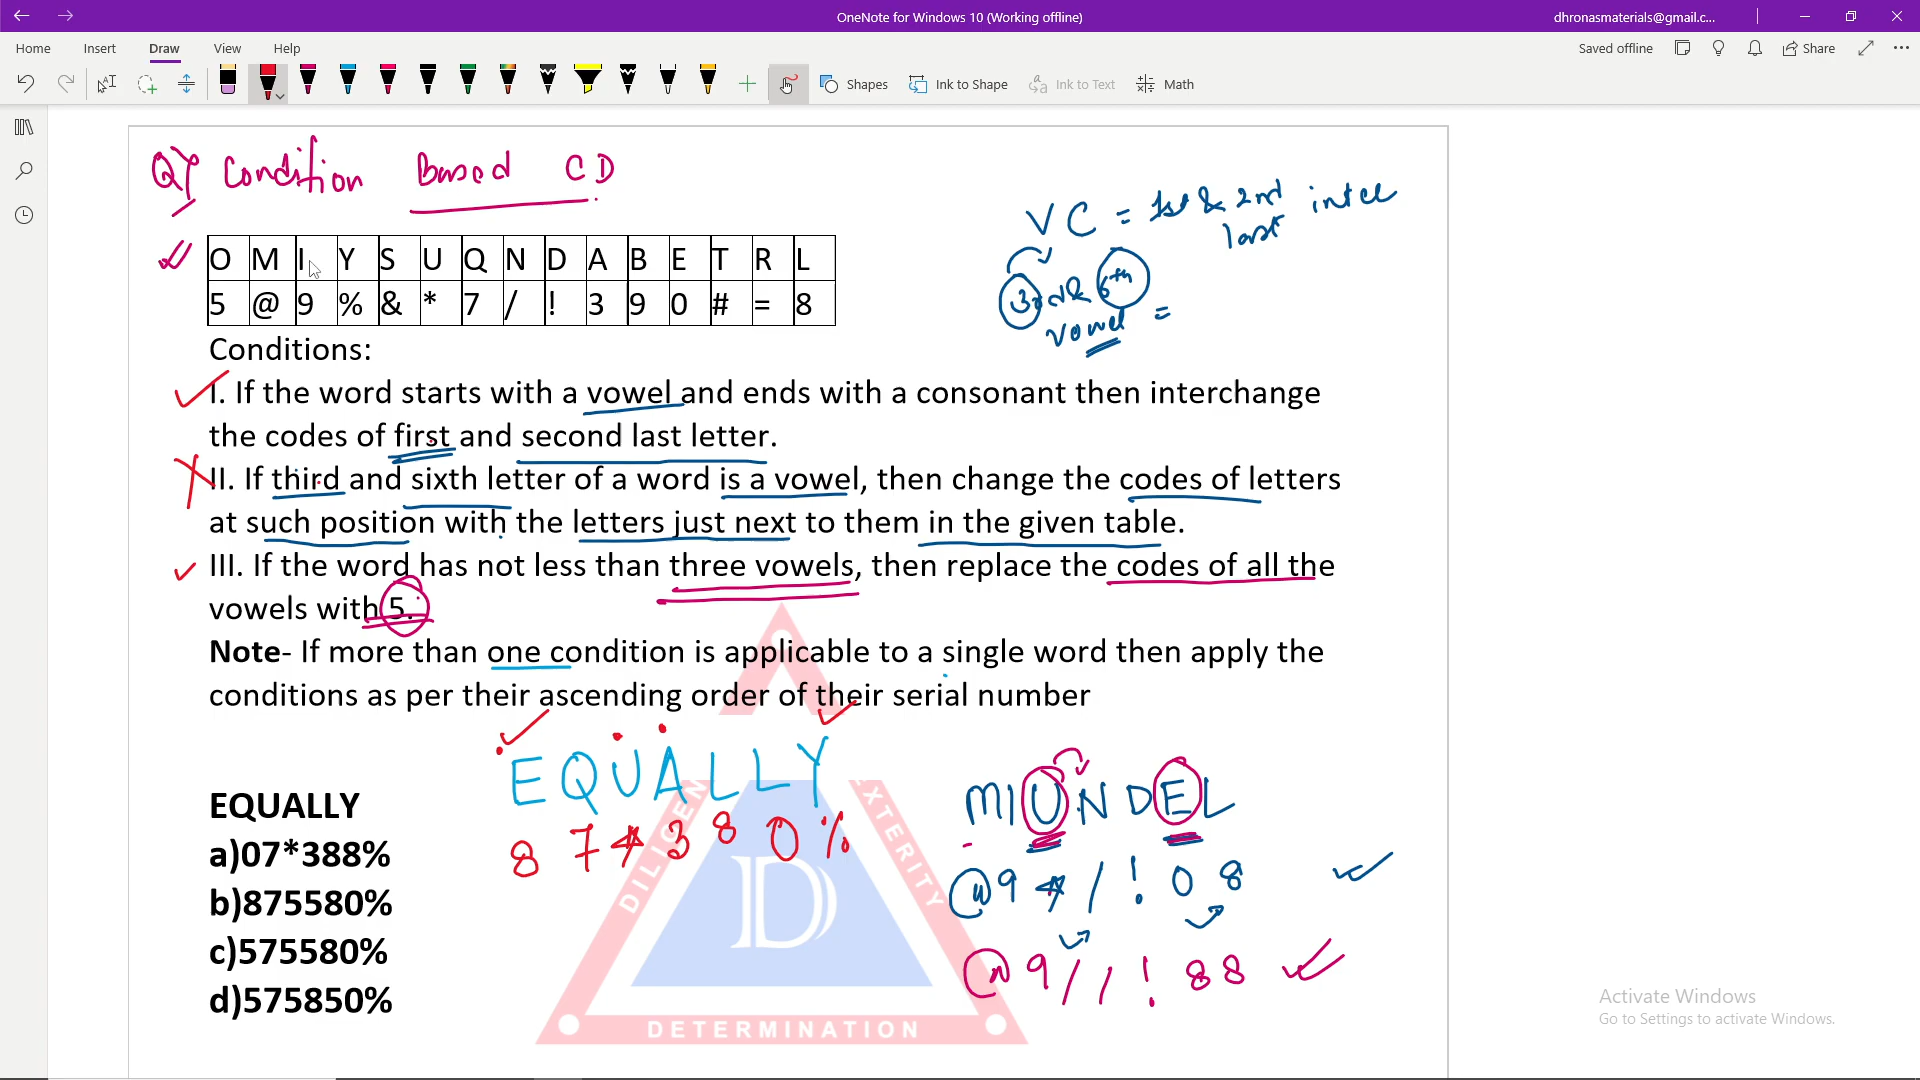 OneNote for Windows 10 (Working offline)
dhronasmaterials@gmail.c...
Home Insert Draw View Help
Saved offline Share
Shapes Ink to Shape Ink to Text Math
Q) Condition Based CD
V C = 1st & 2nd last inter
3rd & 6th vowel =
O M I Y S U Q N D A B E T R L
5 @ 9 % & * 7 / ! 3 9 0 # = 8
Conditions:
I. If the word starts with a vowel and ends with a consonant then interchange
the codes of first and second last letter.
II. If third and sixth letter of a word is a vowel, then change the codes of letters
at such position with the letters just next to them in the given table.
III. If the word has not less than three vowels, then replace the codes of all the
vowels with 5.
Note- If more than one condition is applicable to a single word then apply the
conditions as per their ascending order of their serial number
EQUALLY
8 7 * 3 8 0 %
MIUNDEL
@ 9 * / ! 0 8
@ 9 / / ! 8 8
EQUALLY
a)07*388%
b)875580%
c)575580%
d)575850%
EXTERITY
D
DETERMINATION
Activate Windows
Go to Settings to activate Windows.